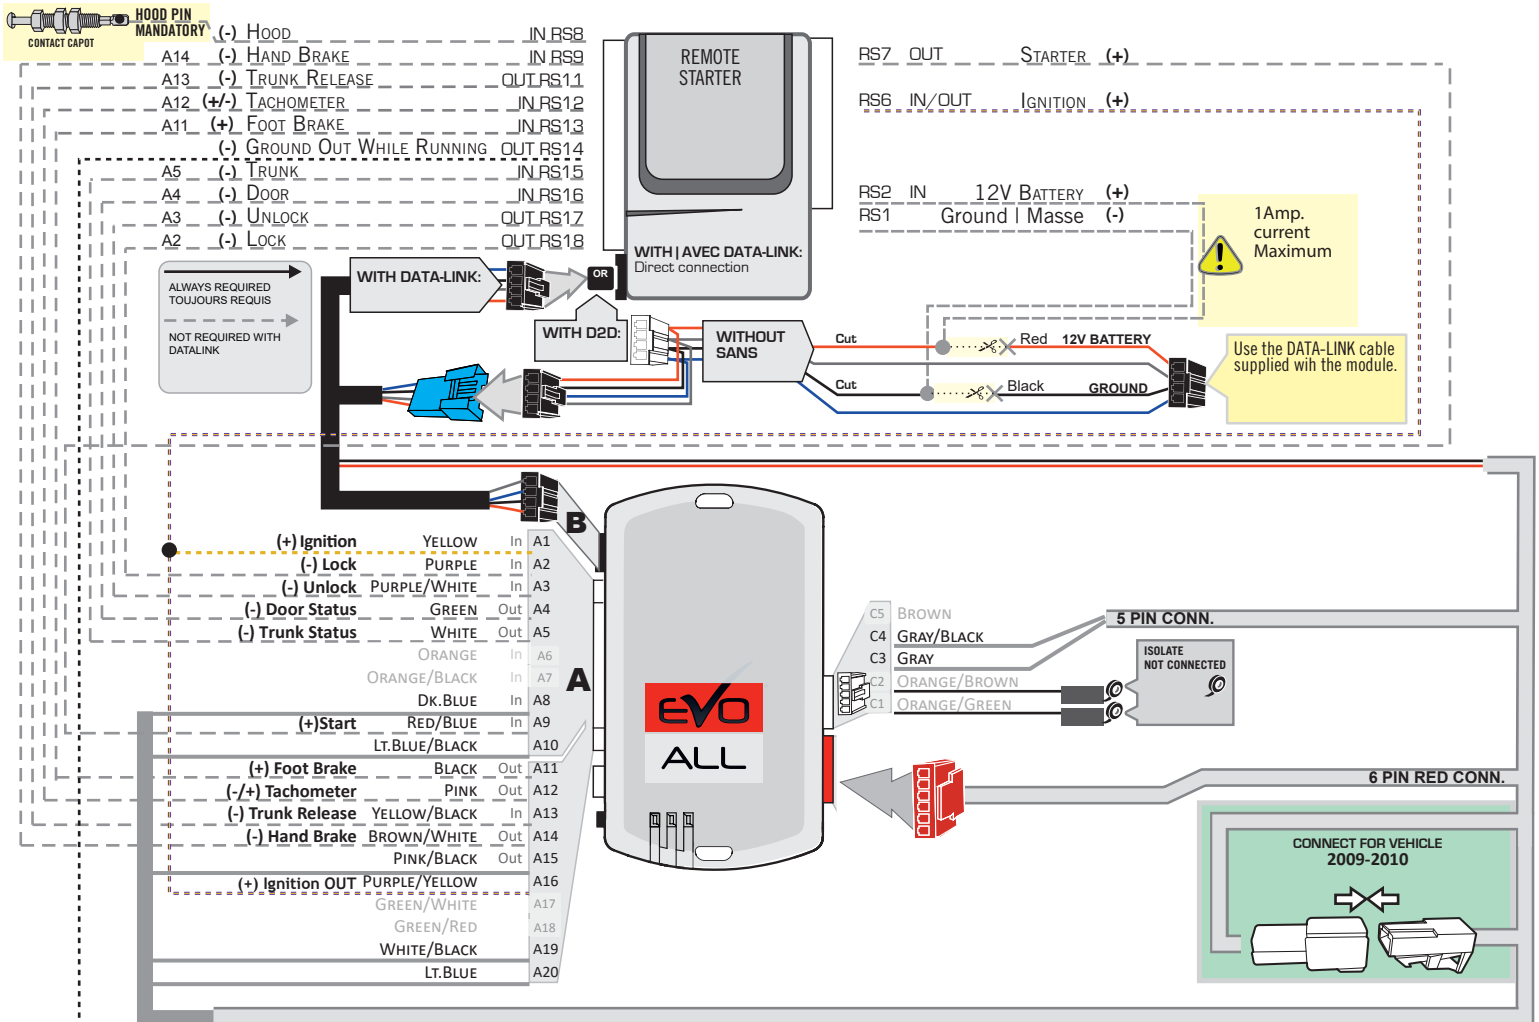 HOOD PIN
MANDATORY
CONTACT CAPOT
(-) HOOD IN RS8
A14 (-) HAND BRAKE IN RS9
A13 (-) TRUNK RELEASE OUT RS11
A12 (+/-) TACHOMETER IN RS12
A11 (+) FOOT BRAKE IN RS13
(-) GROUND OUT WHILE RUNNING OUT RS14
A5 (-) TRUNK IN RS15
A4 (-) DOOR IN RS16
A3 (-) UNLOCK OUT RS17
A2 (-) LOCK OUT RS18
REMOTE
STARTER
WITH | AVEC DATA-LINK:
Direct connection
RS7 OUT STARTER (+)
RS6 IN/OUT IGNITION (+)
RS2 IN 12V BATTERY (+)
RS1 Ground | Masse (-)
1Amp.
current
Maximum
!
ALWAYS REQUIRED
TOUJOURS REQUIS
NOT REQUIRED WITH
DATALINK
WITH DATA-LINK:
OR
WITH D2D:
WITHOUT
SANS
Cut Red 12V BATTERY
Cut Black GROUND
Use the DATA-LINK cable
supplied wih the module.
B
A
(+) Ignition YELLOW In A1
(-) Lock PURPLE In A2
(-) Unlock PURPLE/WHITE In A3
(-) Door Status GREEN Out A4
(-) Trunk Status WHITE Out A5
ORANGE In A6
ORANGE/BLACK In A7
DK.BLUE In A8
(+)Start RED/BLUE In A9
LT.BLUE/BLACK A10
(+) Foot Brake BLACK Out A11
(-/+) Tachometer PINK Out A12
(-) Trunk Release YELLOW/BLACK In A13
(-) Hand Brake BROWN/WHITE Out A14
PINK/BLACK Out A15
(+) Ignition OUT PURPLE/YELLOW A16
GREEN/WHITE A17
GREEN/RED A18
WHITE/BLACK A19
LT.BLUE A20
EVO
ALL
C5 BROWN
C4 GRAY/BLACK
C3 GRAY
C2 ORANGE/BROWN
C1 ORANGE/GREEN
5 PIN CONN.
ISOLATE
NOT CONNECTED
6 PIN RED CONN.
CONNECT FOR VEHICLE
2009-2010